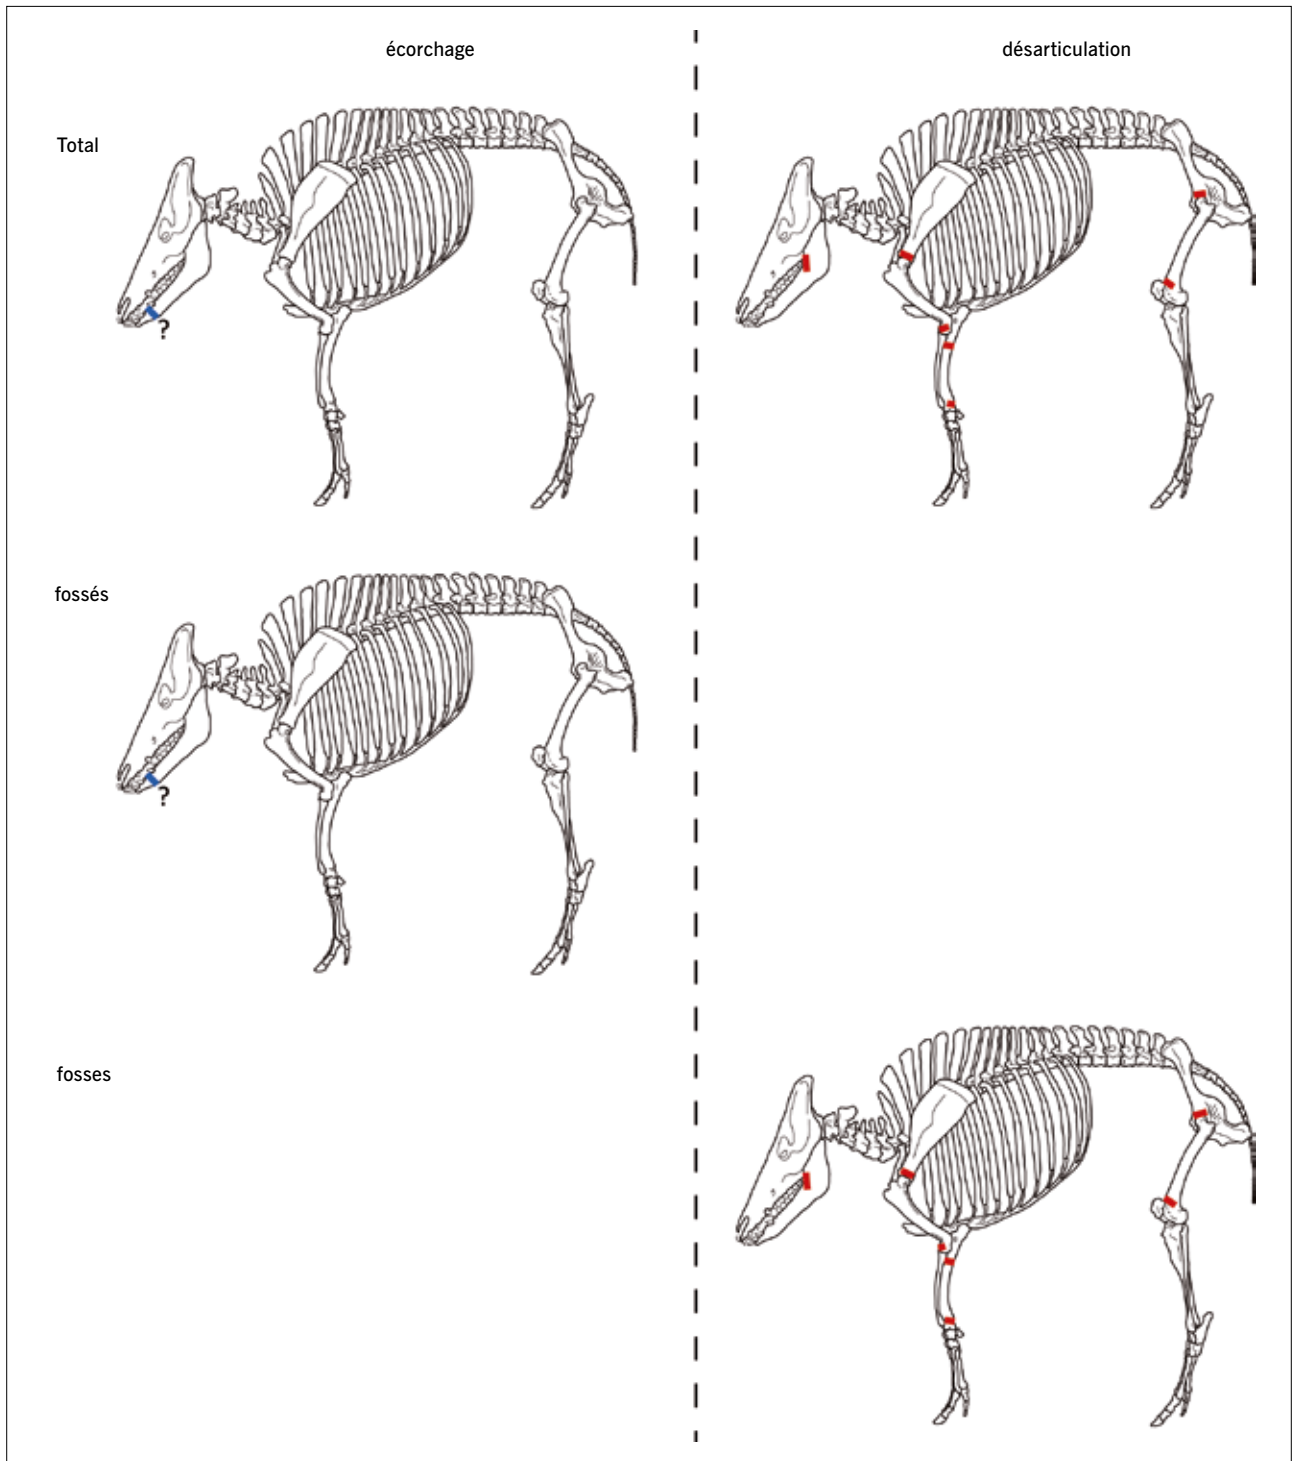 écorchage
désarticulation
Total
?
fossés
?
fosses